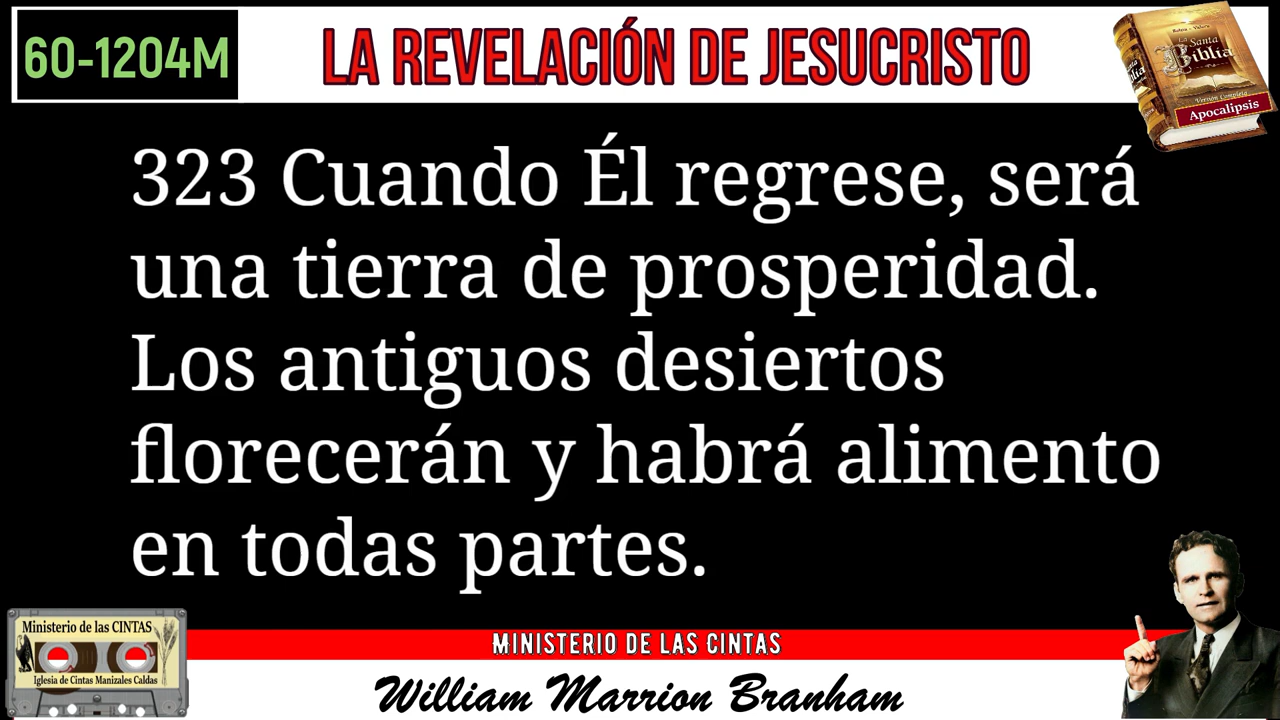 60-1204M
LA REVELACIÓN DE JESUCRISTO
La Santa
Biblia
Apocalipsis
323 Cuando Él regrese, será
una tierra de prosperidad.
Los antiguos desiertos
florecerán y habrá alimento
en todas partes.
Ministerio de las CINTAS
Iglesia de Cintas Manizales Caldas
MINISTERIO DE LAS CINTAS
William Marrion Branham